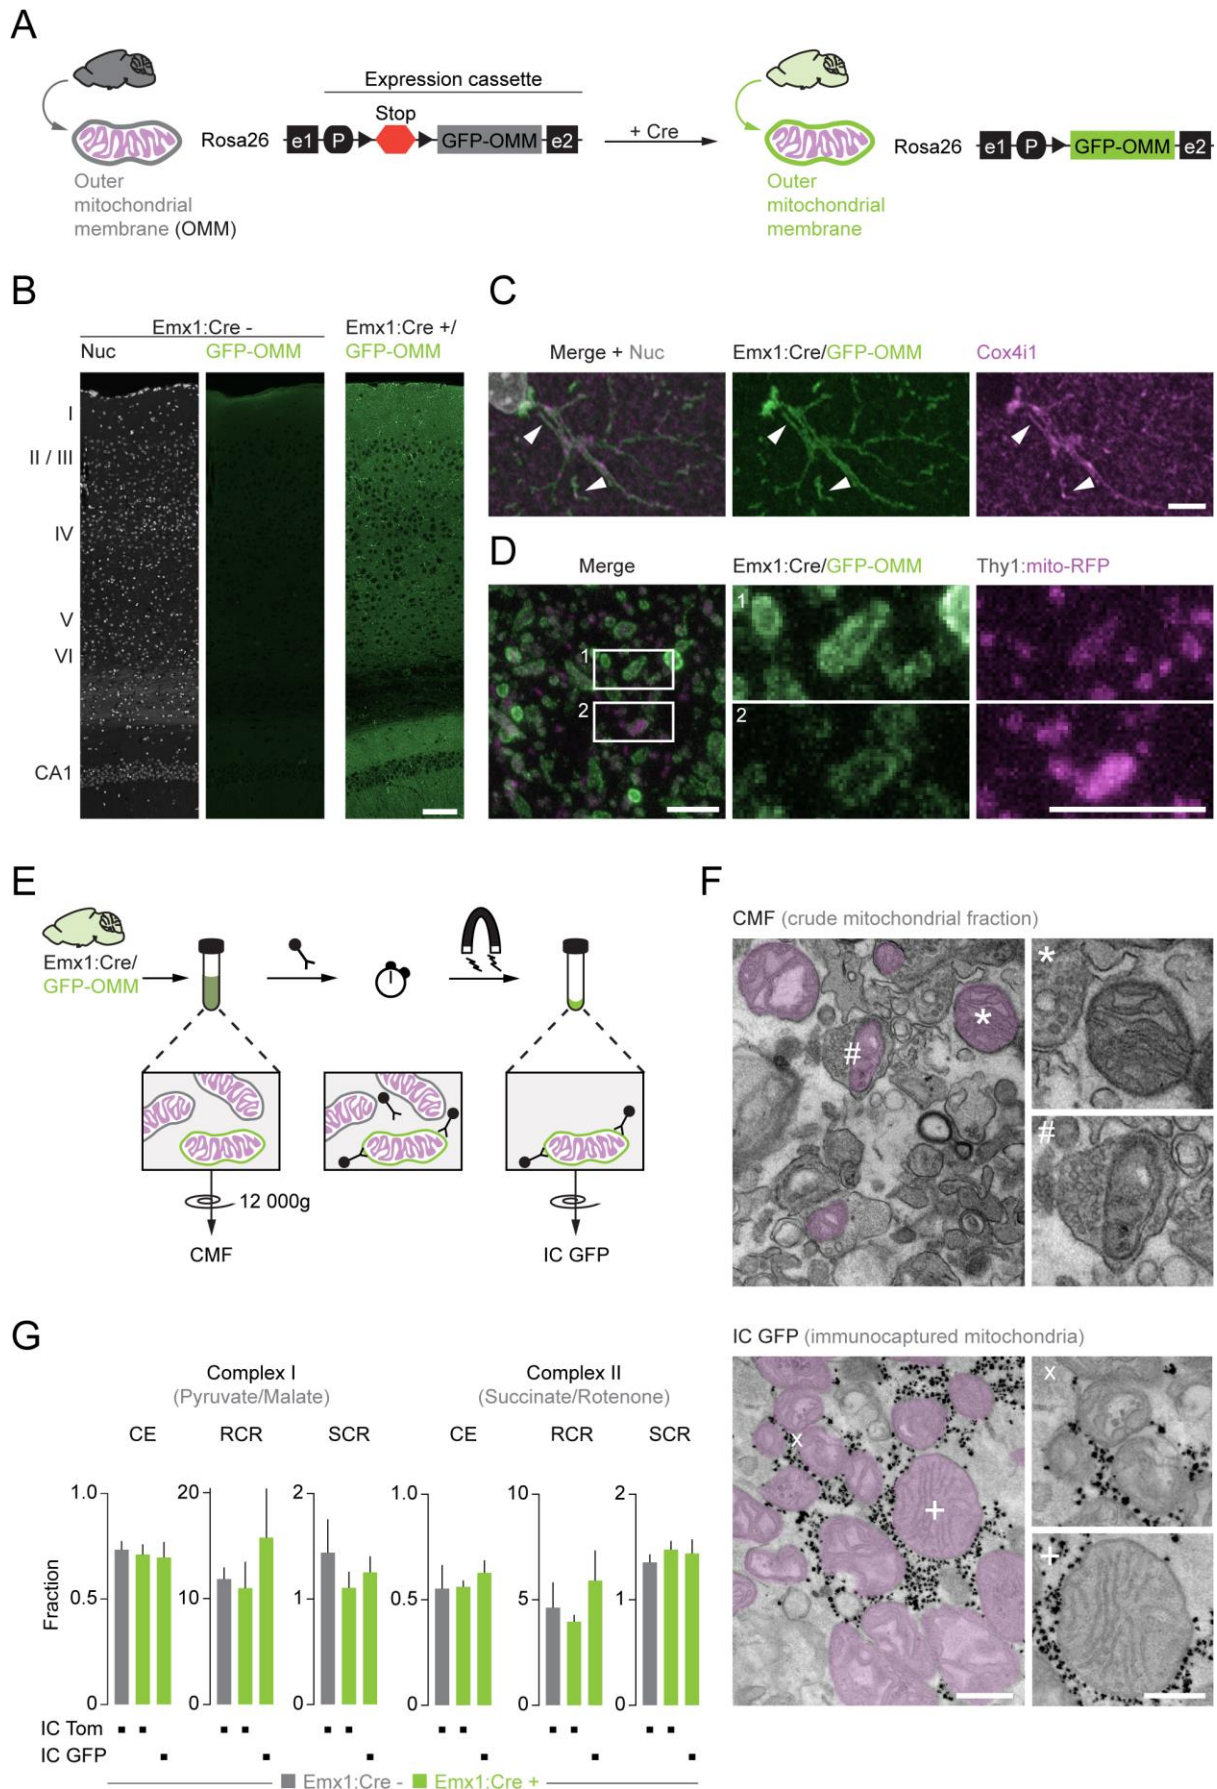 A
Expression cassette
Stop
Rosa26 e1 P GFP-OMM e2
+ Cre
Rosa26 e1 P GFP-OMM e2
Outer
mitochondrial
membrane (OMM)
Outer
mitochondrial
membrane
B
Emx1:Cre -
Emx1:Cre +/
Nuc
GFP-OMM
GFP-OMM
I
II / III
IV
V
VI
CA1
C
Merge + Nuc
Emx1:Cre/GFP-OMM
Cox4i1
D
Merge
Emx1:Cre/GFP-OMM
Thy1:mito-RFP
1
2
1
2
E
Emx1:Cre/
GFP-OMM
12 000g
CMF
IC GFP
F
CMF (crude mitochondrial fraction)
*
#
*
#
IC GFP (immunocaptured mitochondria)
x
+
x
+
G
Complex I
(Pyruvate/Malate)
Complex II
(Succinate/Rotenone)
CE RCR SCR CE RCR SCR
Fraction
1.0
0.5
0
20
10
0
2
1
0
1.0
0.5
0
10
5
0
2
1
0
IC Tom
IC GFP
Emx1:Cre - Emx1:Cre +